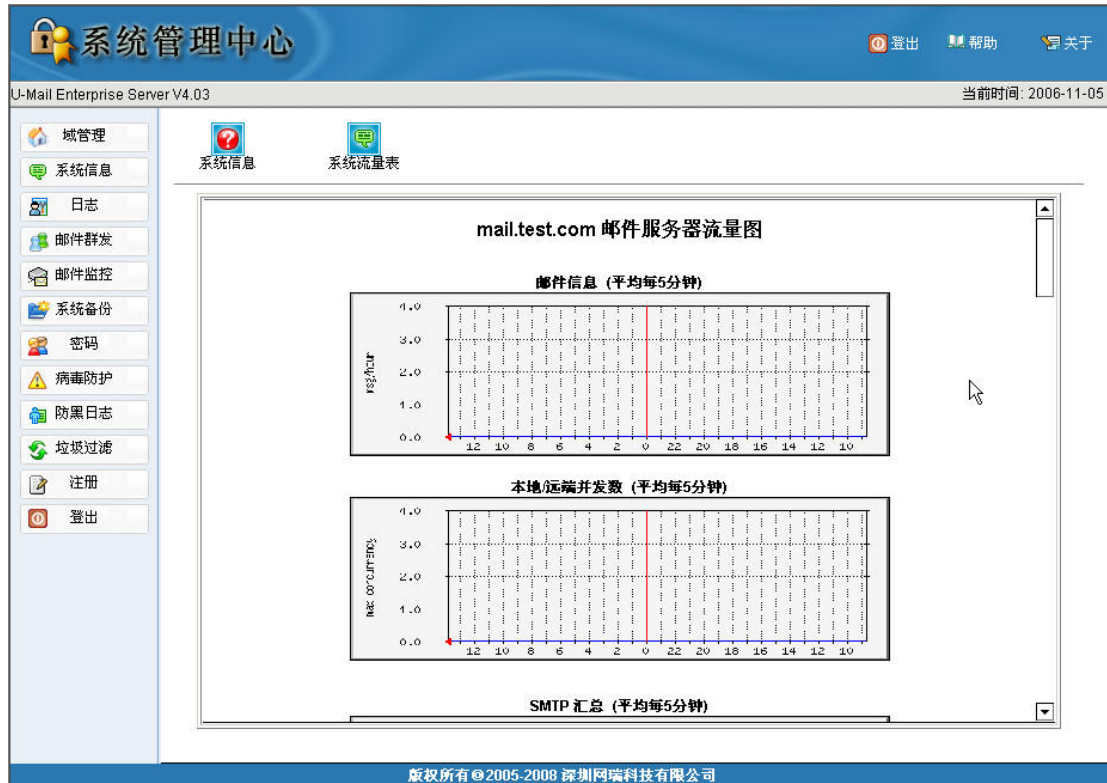 系统管理中心
登出 帮助 关于
U-Mail Enterprise Server V4.03 当前时间: 2006-11-05
域管理
系统信息
日志
邮件群发
邮件监控
系统备份
密码
病毒防护
防黑日志
垃圾过滤
注册
登出
系统信息 系统流量表
mail.test.com 邮件服务器流量图
邮件信息 (平均每5分钟)
msg/hour
4.0
3.0
2.0
1.0
0.0
12 10 8 6 4 2 0 22 20 18 16 14 12 10
本地/远端并发数 (平均每5分钟)
max concurrency
4.0
3.0
2.0
1.0
0.0
12 10 8 6 4 2 0 22 20 18 16 14 12 10
SMTP 汇总 (平均每5分钟)
版权所有©2005-2008 深圳网瑞科技有限公司